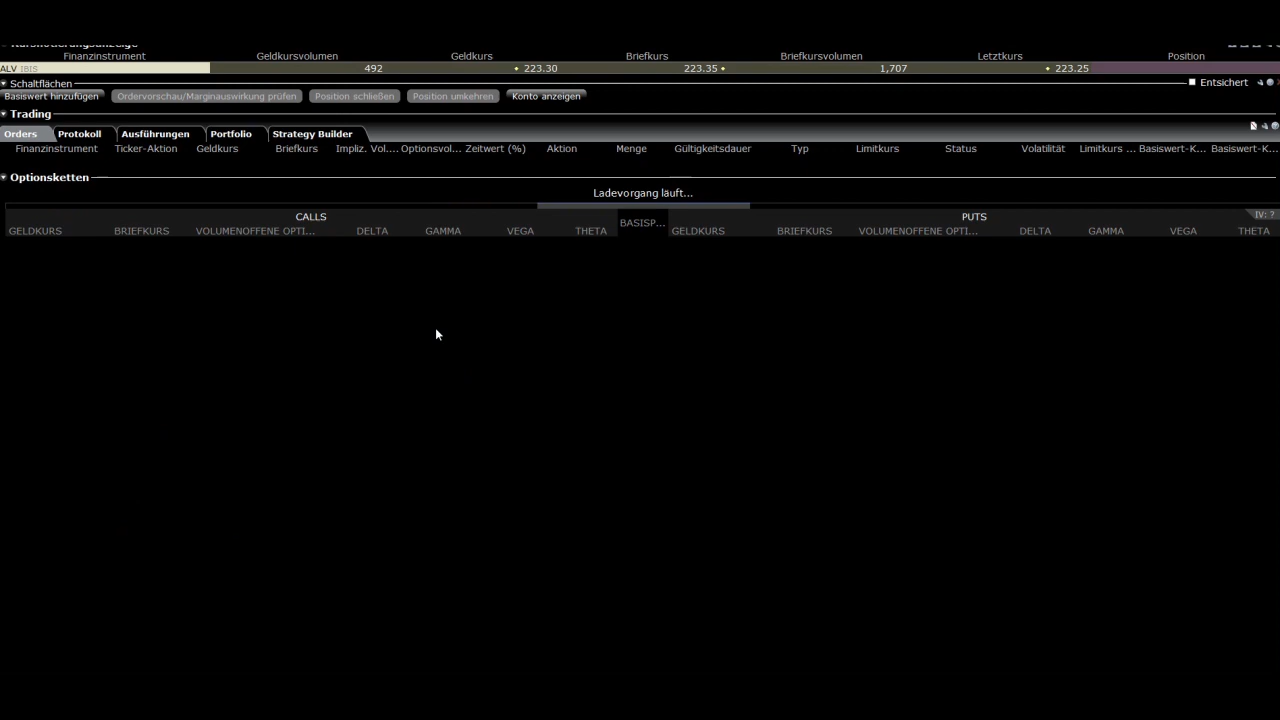 Kursnotierungsanzeige
Finanzinstrument Geldkursvolumen Geldkurs Briefkurs Briefkursvolumen Letztkurs Position
ALV IBIS 492 223.30 223.35 1,707 223.25
Schaltflächen Entsichert
Basiswert hinzufügen Ordervorschau/Marginauswirkung prüfen Position schließen Position umkehren Konto anzeigen
Trading
Orders Protokoll Ausführungen Portfolio Strategy Builder
Finanzinstrument Ticker-Aktion Geldkurs Briefkurs Impliz. Vol.... Optionsvol... Zeitwert (%) Aktion Menge Gültigkeitsdauer Typ Limitkurs Status Volatilität Limitkurs ... Basiswert-K... Basiswert-K...
Optionsketten
Ladevorgang läuft...
CALLS BASISP... PUTS IV: ?
GELDKURS BRIEFKURS VOLUMENOFFENE OPTI... DELTA GAMMA VEGA THETA GELDKURS BRIEFKURS VOLUMENOFFENE OPTI... DELTA GAMMA VEGA THETA